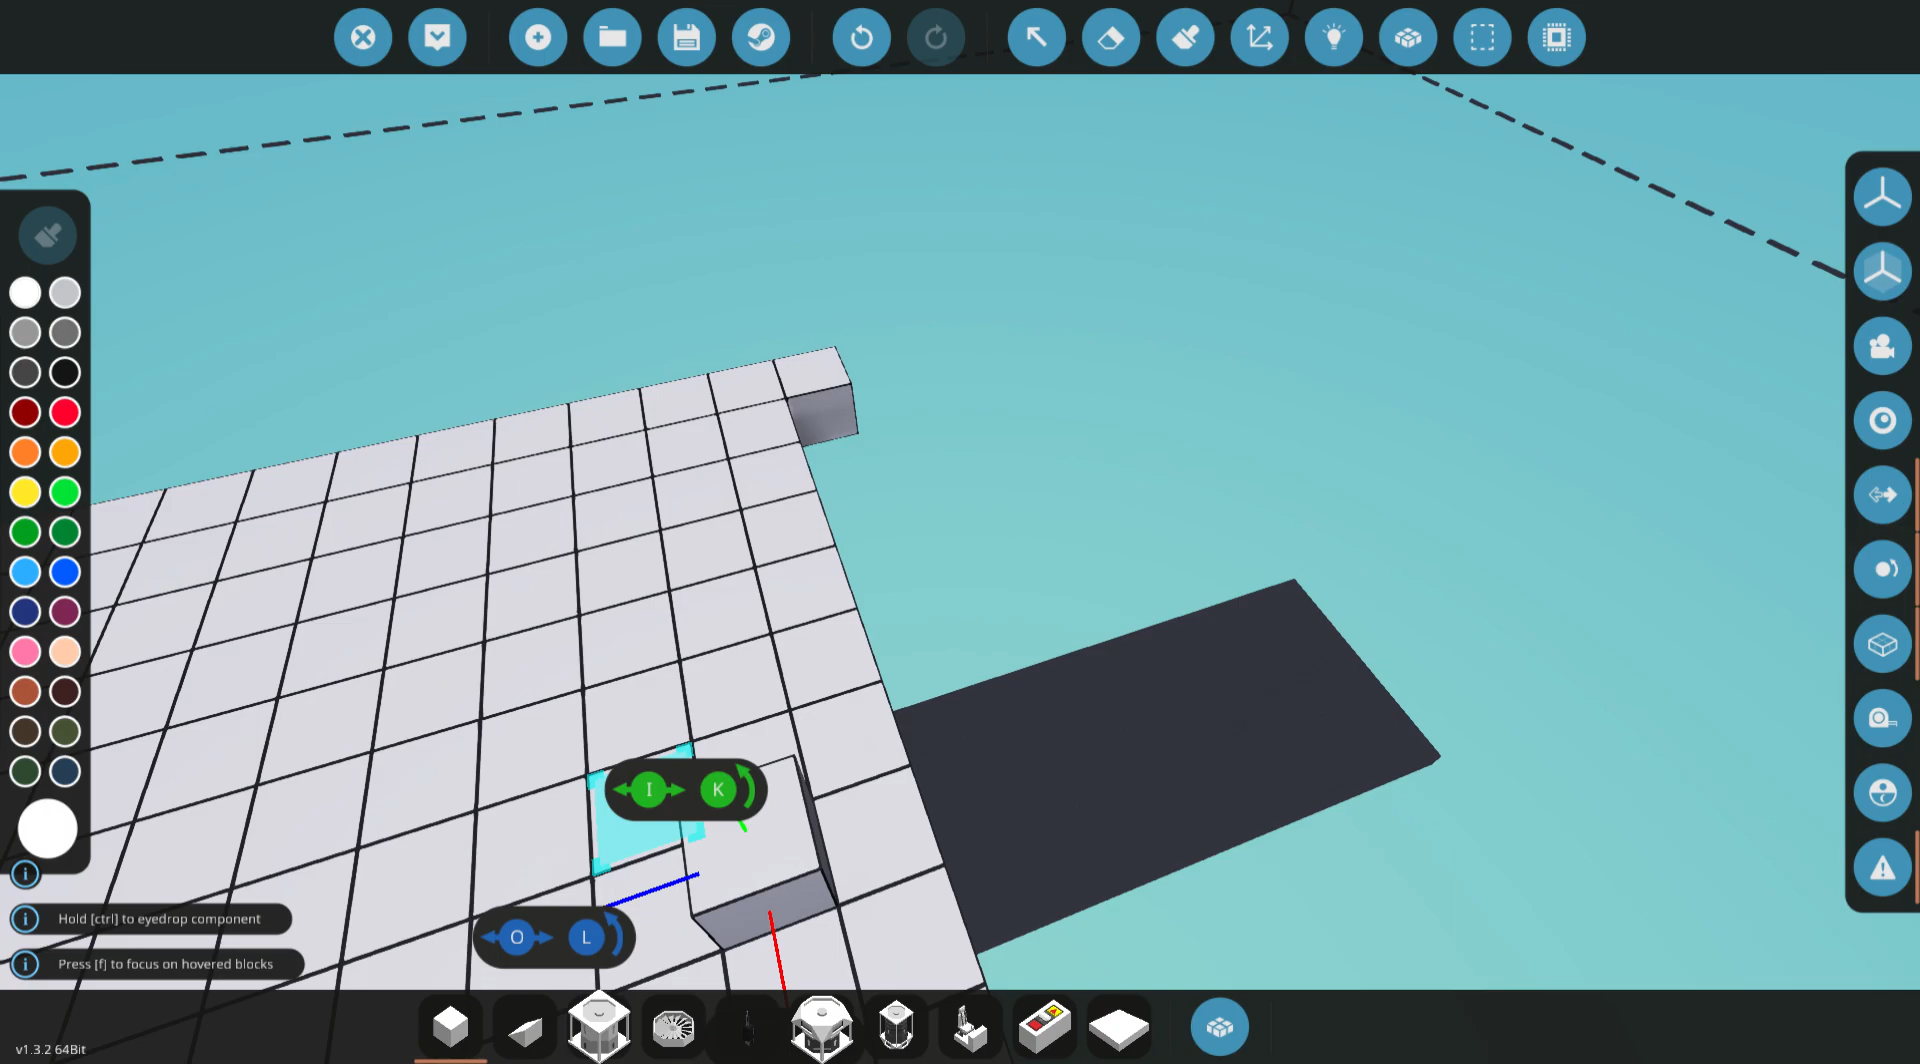 I K
O L
Hold [ctrl] to eyedrop component
Press [f] to focus on hovered blocks
v1.3.2 64Bit